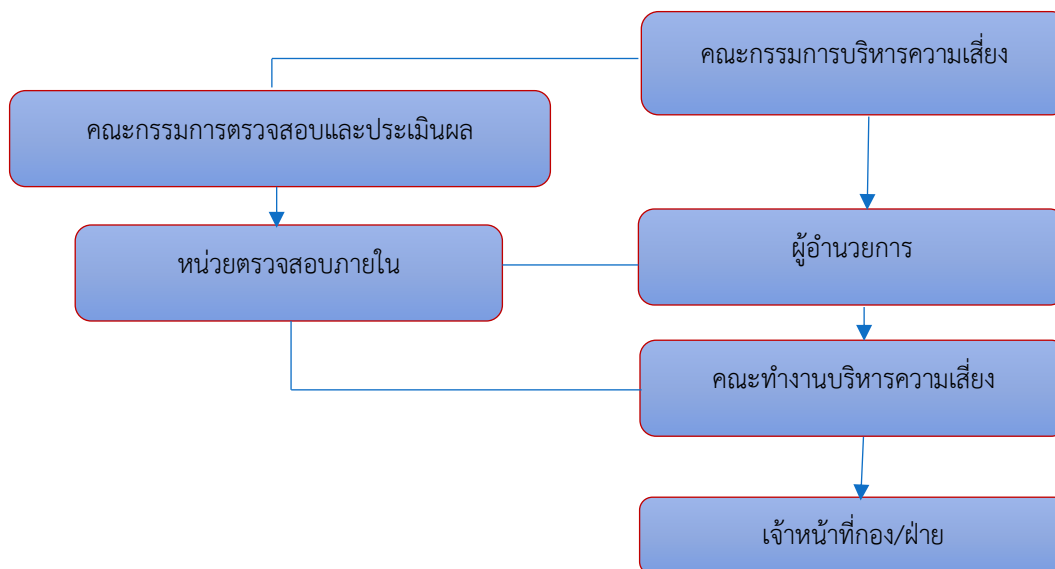 คณะกรรมการบริหารความเสี่ยง
คณะกรรมการตรวจสอบและประเมินผล
หน่วยตรวจสอบภายใน
ผู้อำนวยการ
คณะทำงานบริหารความเสี่ยง
เจ้าหน้าที่กอง/ฝ่าย